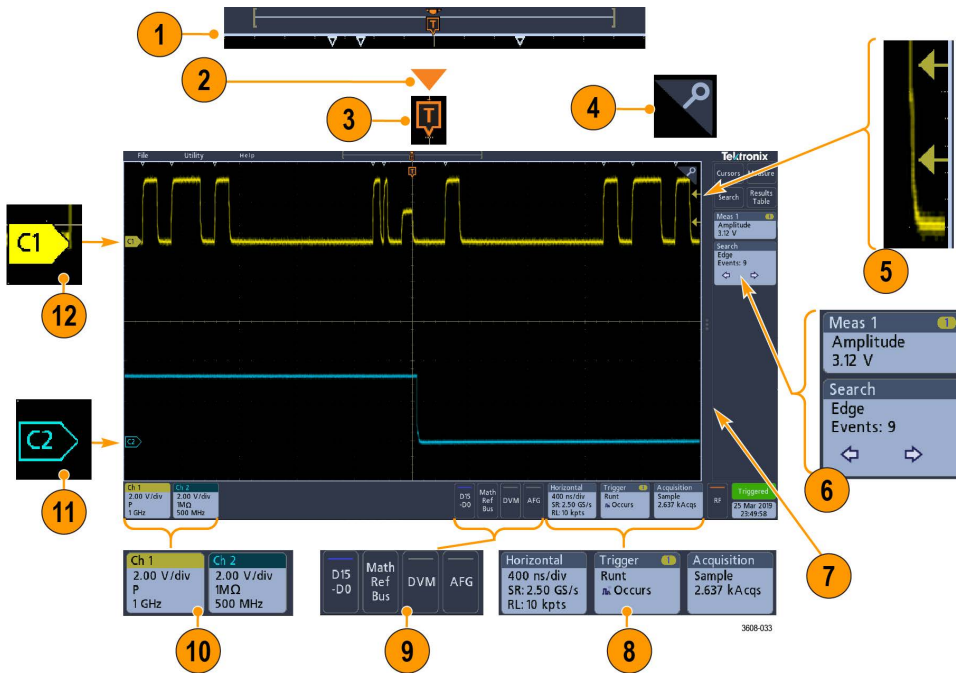 1
2
T
3
4
5
File Utility Help
Tektronix
T
Cursors Measure
Search Results Table
C1
Meas 1 1
Amplitude
3.12 V
Search
Edge
Events: 9
C1
12
Meas 1 1
Amplitude
3.12 V
Search
Edge
Events: 9
6
C2
11
C2
Ch 1
2.00 V/div
P
1 GHz
Ch 2
2.00 V/div
1MΩ
500 MHz
D15
-D0
Math
Ref
Bus
DVM
AFG
Horizontal
400 ns/div
SR: 2.50 GS/s
RL: 10 kpts
Trigger 1
Runt
Occurs
Acquisition
Sample
2.637 kAcqs
RF
Triggered
25 Mar 2019
23:49:58
7
Ch 1
2.00 V/div
P
1 GHz
Ch 2
2.00 V/div
1MΩ
500 MHz
10
D15
-D0
Math
Ref
Bus
DVM
AFG
9
Horizontal
400 ns/div
SR: 2.50 GS/s
RL: 10 kpts
Trigger 1
Runt
Occurs
Acquisition
Sample
2.637 kAcqs
8
3608-033